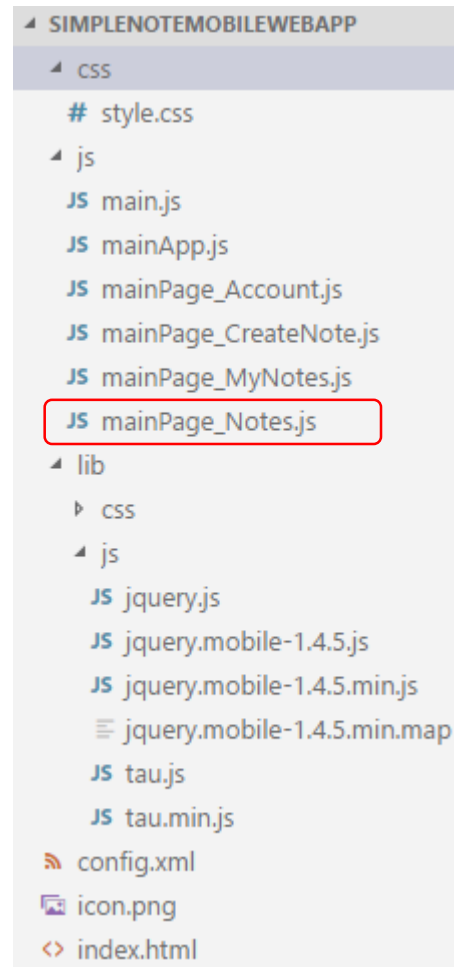 SIMPLENOTEMOBILEWEBAPP
css
# style.css
js
JS main.js
JS mainApp.js
JS mainPage_Account.js
JS mainPage_CreateNote.js
JS mainPage_MyNotes.js
JS mainPage_Notes.js
lib
css
js
JS jquery.js
JS jquery.mobile-1.4.5.js
JS jquery.mobile-1.4.5.min.js
jquery.mobile-1.4.5.min.map
JS tau.js
JS tau.min.js
config.xml
icon.png
<> index.html